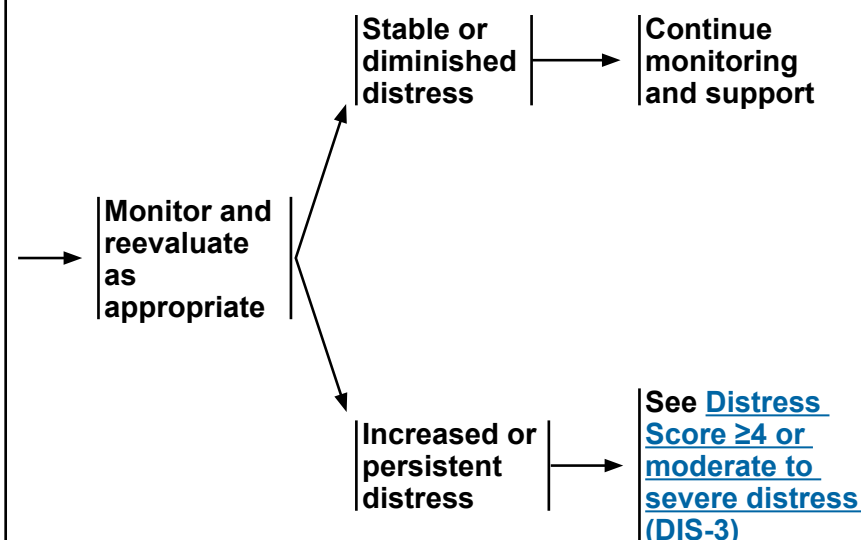 Stable or
diminished
distress
Continue
monitoring
and support
Monitor and
reevaluate
as
appropriate
Increased or
persistent
distress
See Distress
Score ≥4 or
moderate to
severe distress
(DIS-3)